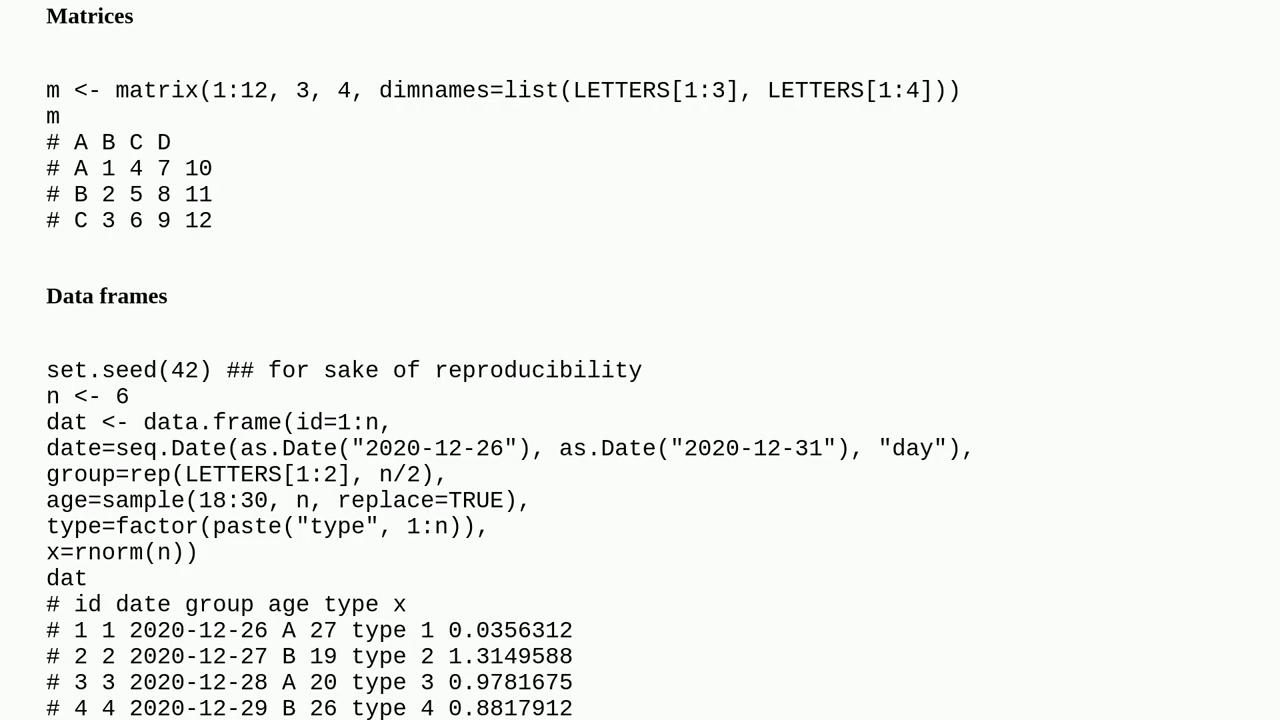 Matrices
m <- matrix(1:12, 3, 4, dimnames=list(LETTERS[1:3], LETTERS[1:4]))
m
# A B C D
# A 1 4 7 10
# B 2 5 8 11
# C 3 6 9 12
Data frames
set.seed(42) ## for sake of reproducibility
n <- 6
dat <- data.frame(id=1:n,
date=seq.Date(as.Date("2020-12-26"), as.Date("2020-12-31"), "day"),
group=rep(LETTERS[1:2], n/2),
age=sample(18:30, n, replace=TRUE),
type=factor(paste("type", 1:n)),
x=rnorm(n))
dat
# id date group age type x
# 1 1 2020-12-26 A 27 type 1 0.0356312
# 2 2 2020-12-27 B 19 type 2 1.3149588
# 3 3 2020-12-28 A 20 type 3 0.9781675
# 4 4 2020-12-29 B 26 type 4 0.8817912